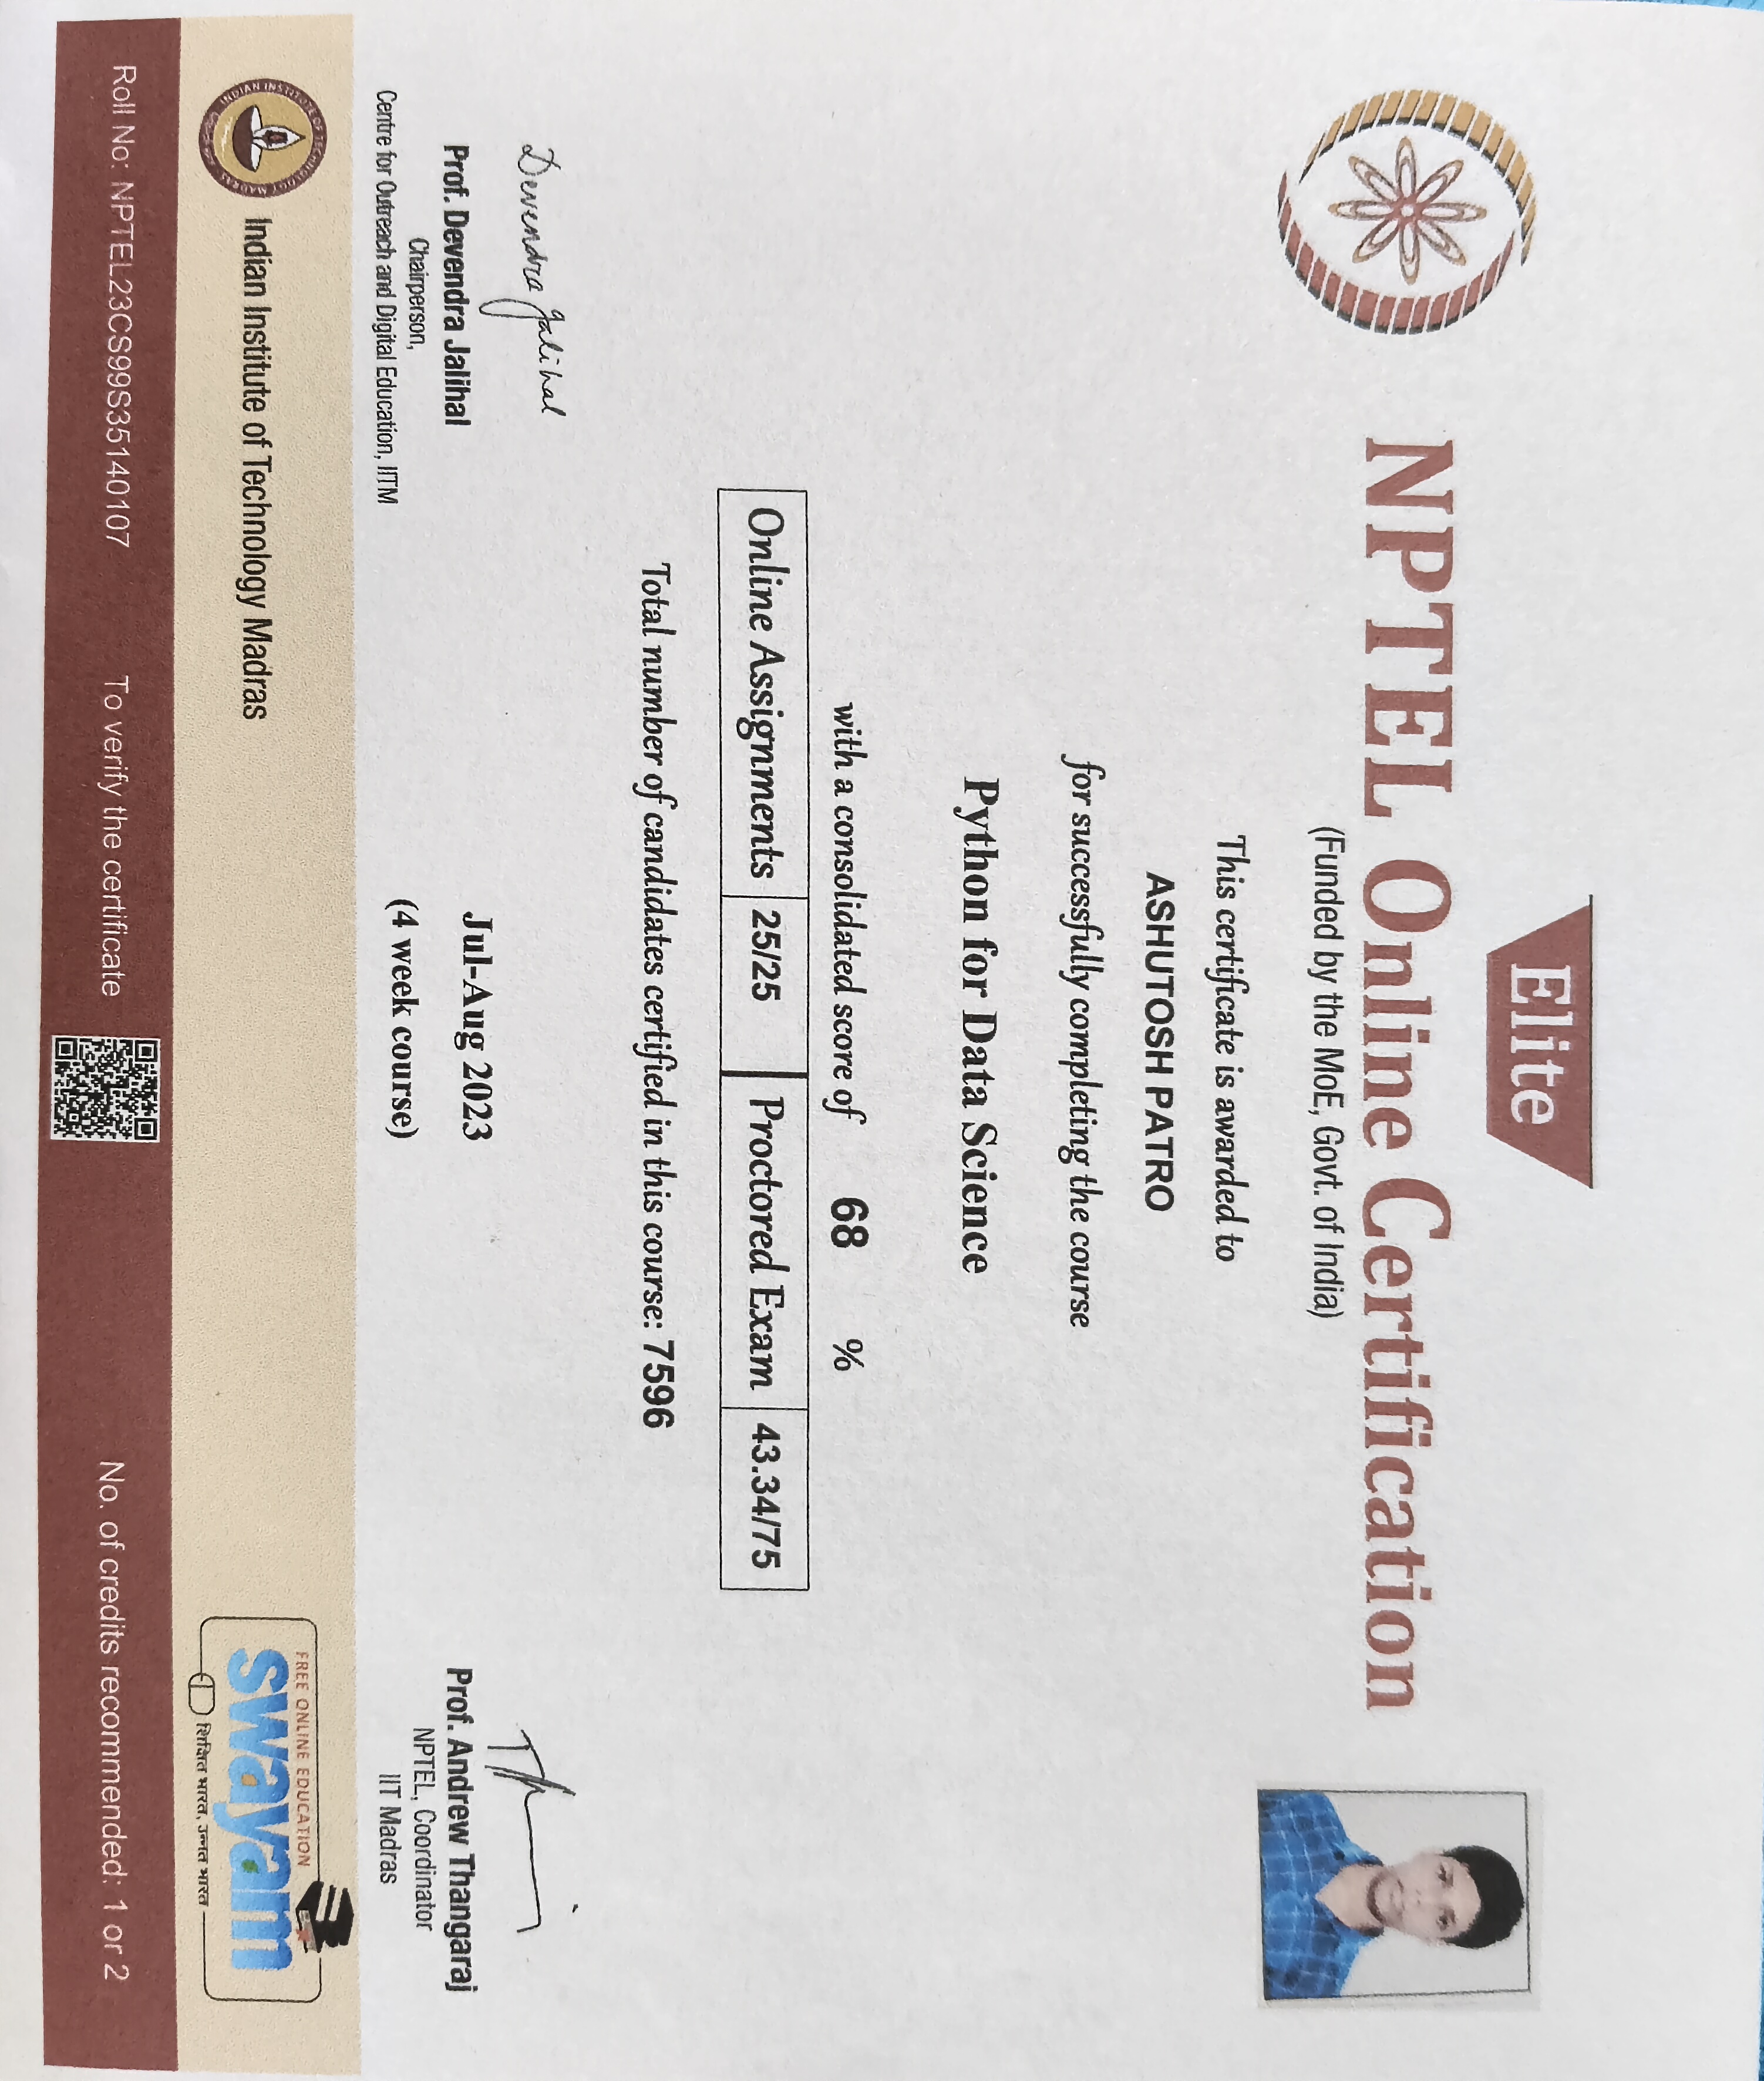 Elite
NPTEL Online Certification
(Funded by the MoE, Govt. of India)
This certificate is awarded to
ASHUTOSH PATRO
for successfully completing the course
Python for Data Science
with a consolidated score of 68 %
Online Assignments 25/25 Proctored Exam 43.34/75
Total number of candidates certified in this course: 7596
Devendra Jalihal
Prof. Devendra Jalihal
Chairperson,
Centre for Outreach and Digital Education, IITM
Jul-Aug 2023
(4 week course)
Prof. Andrew Thangaraj
NPTEL, Coordinator
IIT Madras
INDIAN INSTITUTE OF TECHNOLOGY MADRAS
Indian Institute of Technology Madras
FREE ONLINE EDUCATION
swayam
शिक्षित भारत, उन्नत भारत
Roll No: NPTEL23CS99S35140107
To verify the certificate
No. of credits recommended: 1 or 2